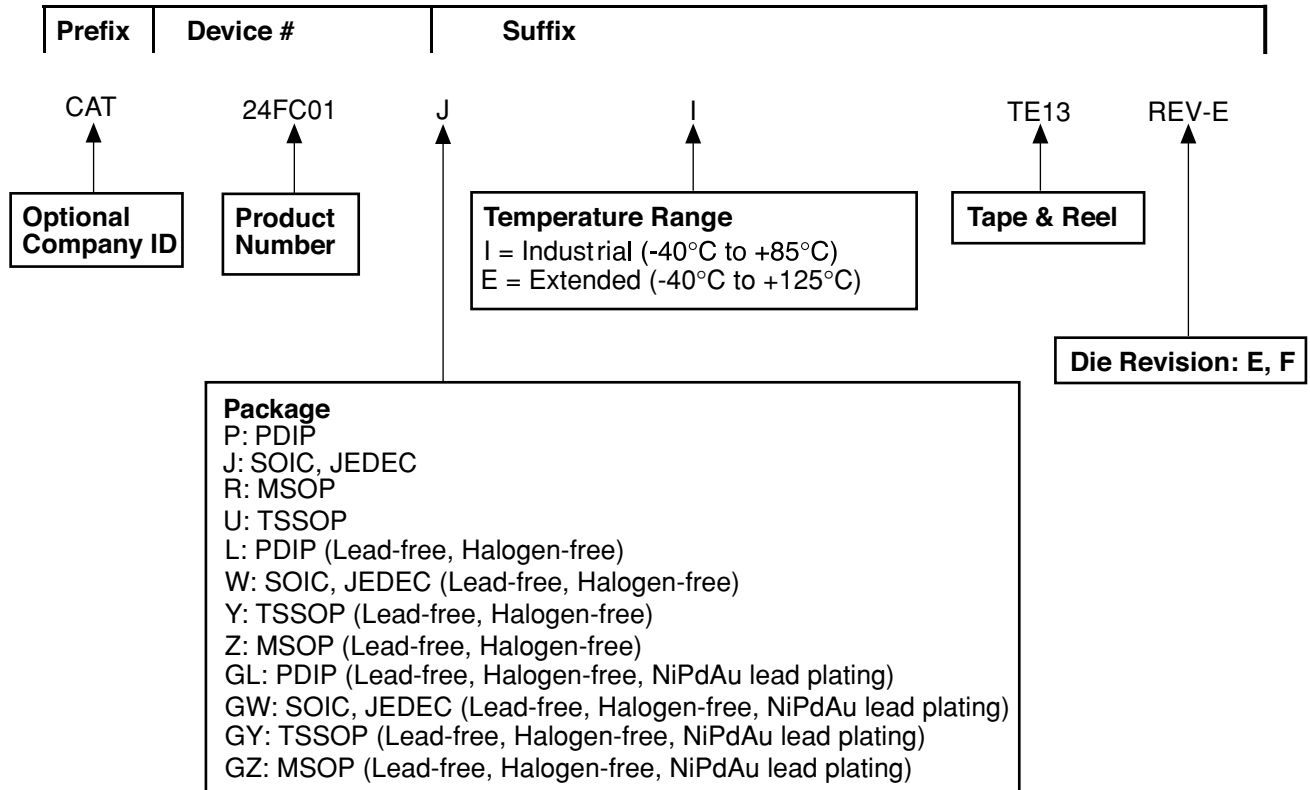 Prefix Device # Suffix
CAT 24FC01 J I TE13 REV-E
Optional
Company ID
Product
Number
Temperature Range
I = Industrial (-40°C to +85°C)
E = Extended (-40°C to +125°C)
Tape & Reel
Die Revision: E, F
Package
P: PDIP
J: SOIC, JEDEC
R: MSOP
U: TSSOP
L: PDIP (Lead-free, Halogen-free)
W: SOIC, JEDEC (Lead-free, Halogen-free)
Y: TSSOP (Lead-free, Halogen-free)
Z: MSOP (Lead-free, Halogen-free)
GL: PDIP (Lead-free, Halogen-free, NiPdAu lead plating)
GW: SOIC, JEDEC (Lead-free, Halogen-free, NiPdAu lead plating)
GY: TSSOP (Lead-free, Halogen-free, NiPdAu lead plating)
GZ: MSOP (Lead-free, Halogen-free, NiPdAu lead plating)